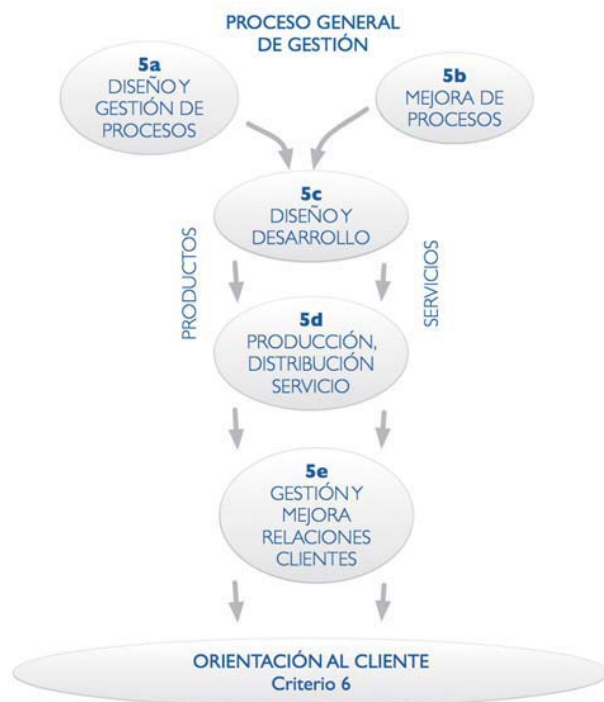 PROCESO GENERAL
DE GESTIÓN
5a
DISEÑO Y
GESTIÓN DE
PROCESOS
5b
MEJORA DE
PROCESOS
5c
DISEÑO Y
DESARROLLO
PRODUCTOS
SERVICIOS
5d
PRODUCCIÓN,
DISTRIBUCIÓN
SERVICIO
5e
GESTIÓN Y
MEJORA
RELACIONES
CLIENTES
ORIENTACIÓN AL CLIENTE
Criterio 6